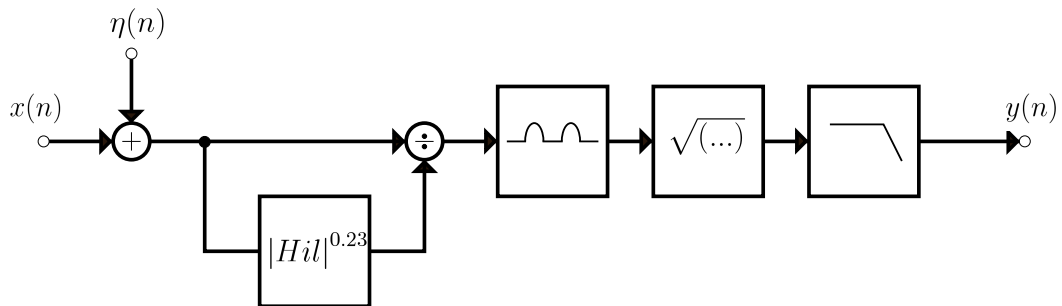 η(n)
x(n)
y(n)
+
÷
√(...)
|Hil|^0.23